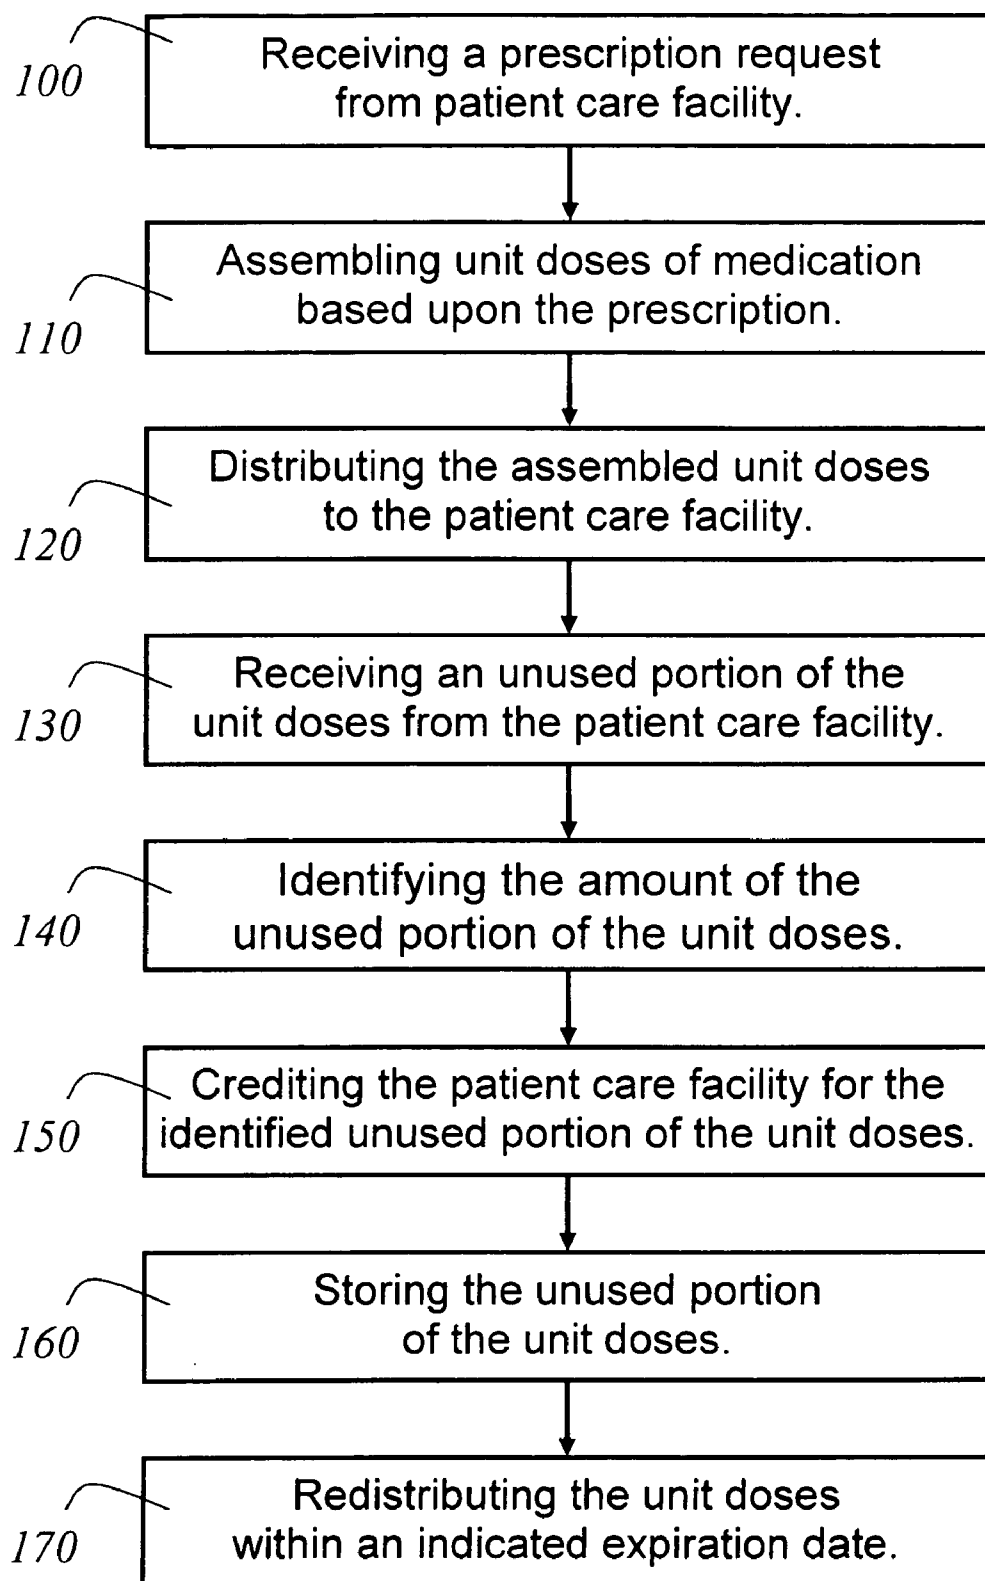 100
Receiving a prescription request
from patient care facility.
110
Assembling unit doses of medication
based upon the prescription.
120
Distributing the assembled unit doses
to the patient care facility.
130
Receiving an unused portion of the
unit doses from the patient care facility.
140
Identifying the amount of the
unused portion of the unit doses.
150
Crediting the patient care facility for the
identified unused portion of the unit doses.
160
Storing the unused portion
of the unit doses.
170
Redistributing the unit doses
within an indicated expiration date.